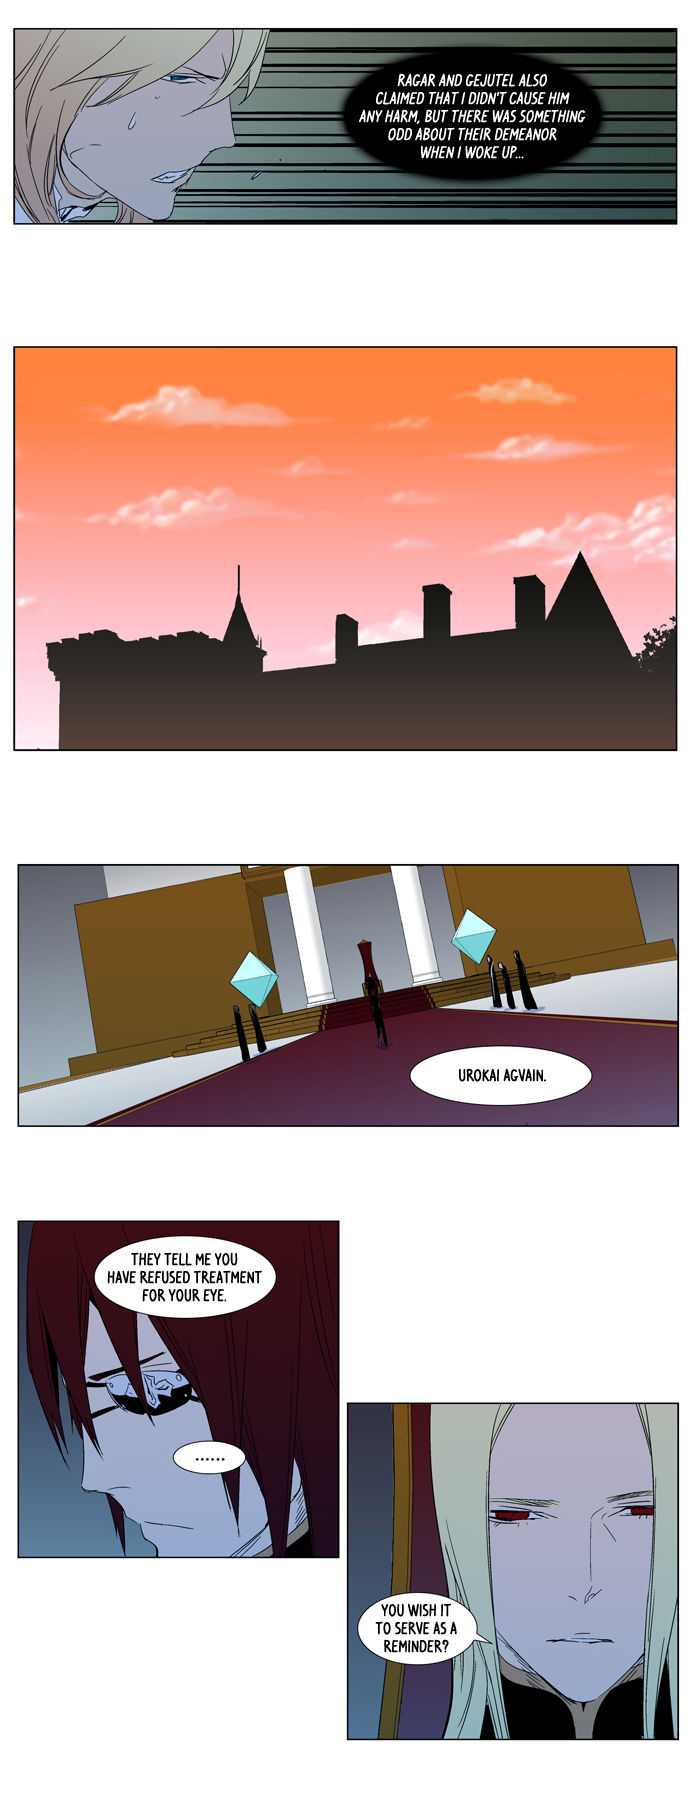 RAGAR AND GEJUTEL ALSO
CLAIMED THAT I DIDN'T CAUSE HIM
ANY HARM, BUT THERE WAS SOMETHING
ODD ABOUT THEIR DEMEANOR
WHEN I WOKE UP...
UROKAI AGVAIN.
THEY TELL ME YOU
HAVE REFUSED TREATMENT
FOR YOUR EYE.
......
YOU WISH IT
TO SERVE AS A
REMINDER?